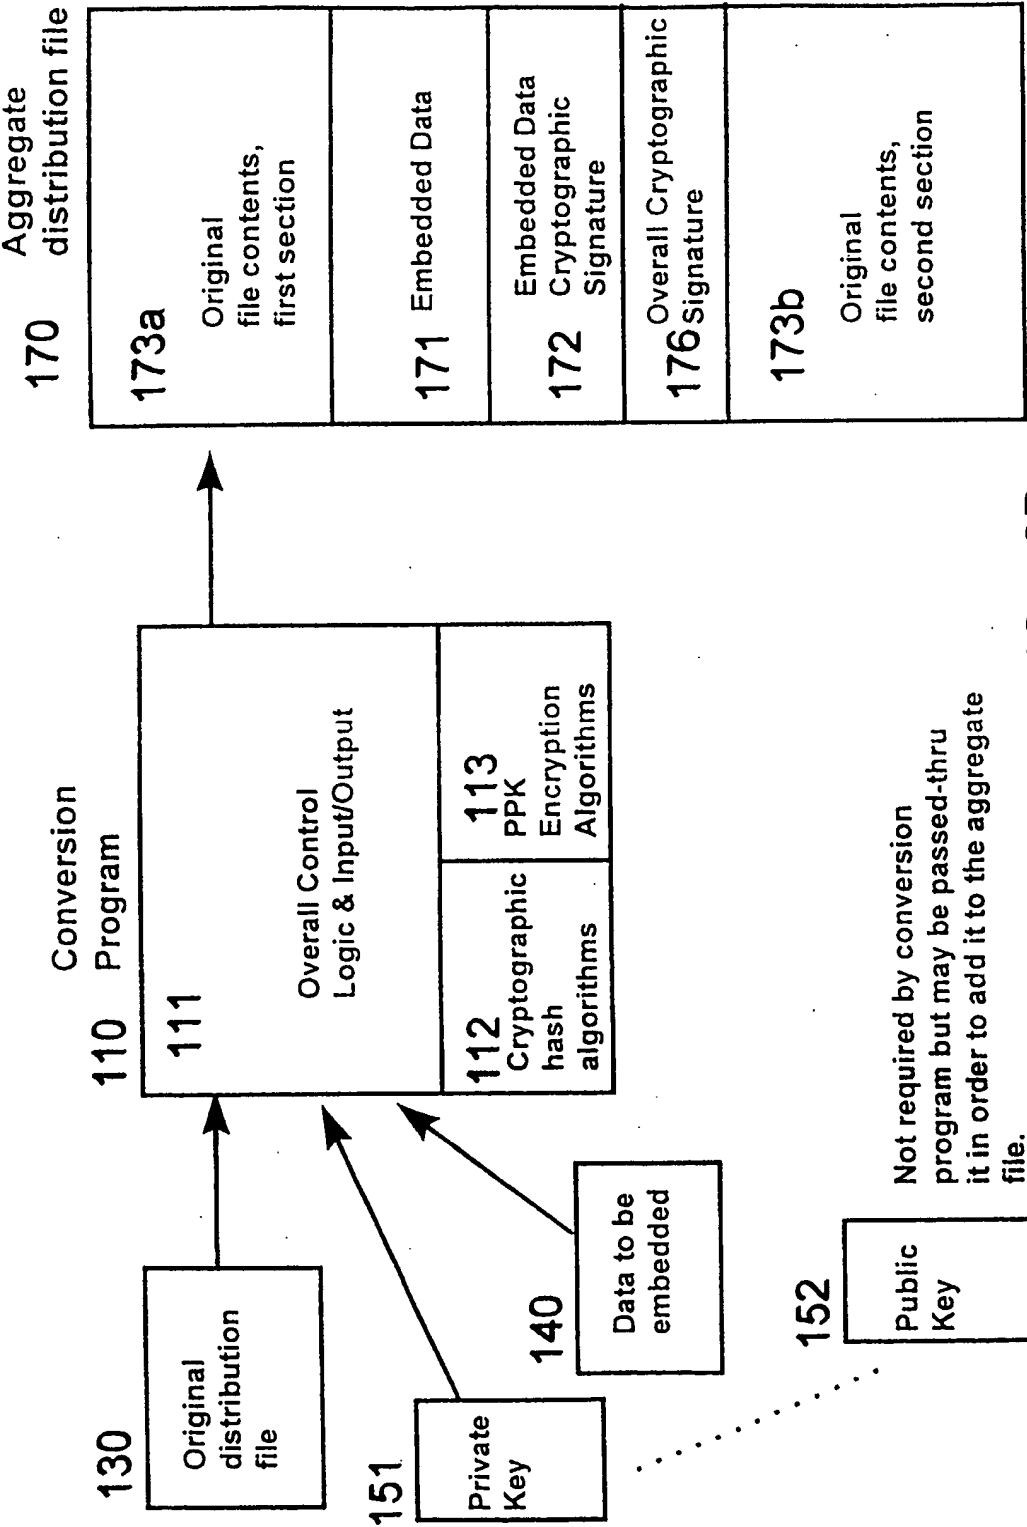 130
Original
distribution
file
151
Private
Key
140
Data to be
embedded
152
Public
Key
Not required by conversion
program but may be passed-thru
it in order to add it to the aggregate
file.
Conversion
110 Program
111
Overall Control
Logic & Input/Output
112
Cryptographic
hash
algorithms
113
PPK
Encryption
Algorithms
Aggregate
170 distribution file
173a
Original
file contents,
first section
171 Embedded Data
Embedded Data
Cryptographic
172 Signature
Overall Cryptographic
176 Signature
173b
Original
file contents,
second section